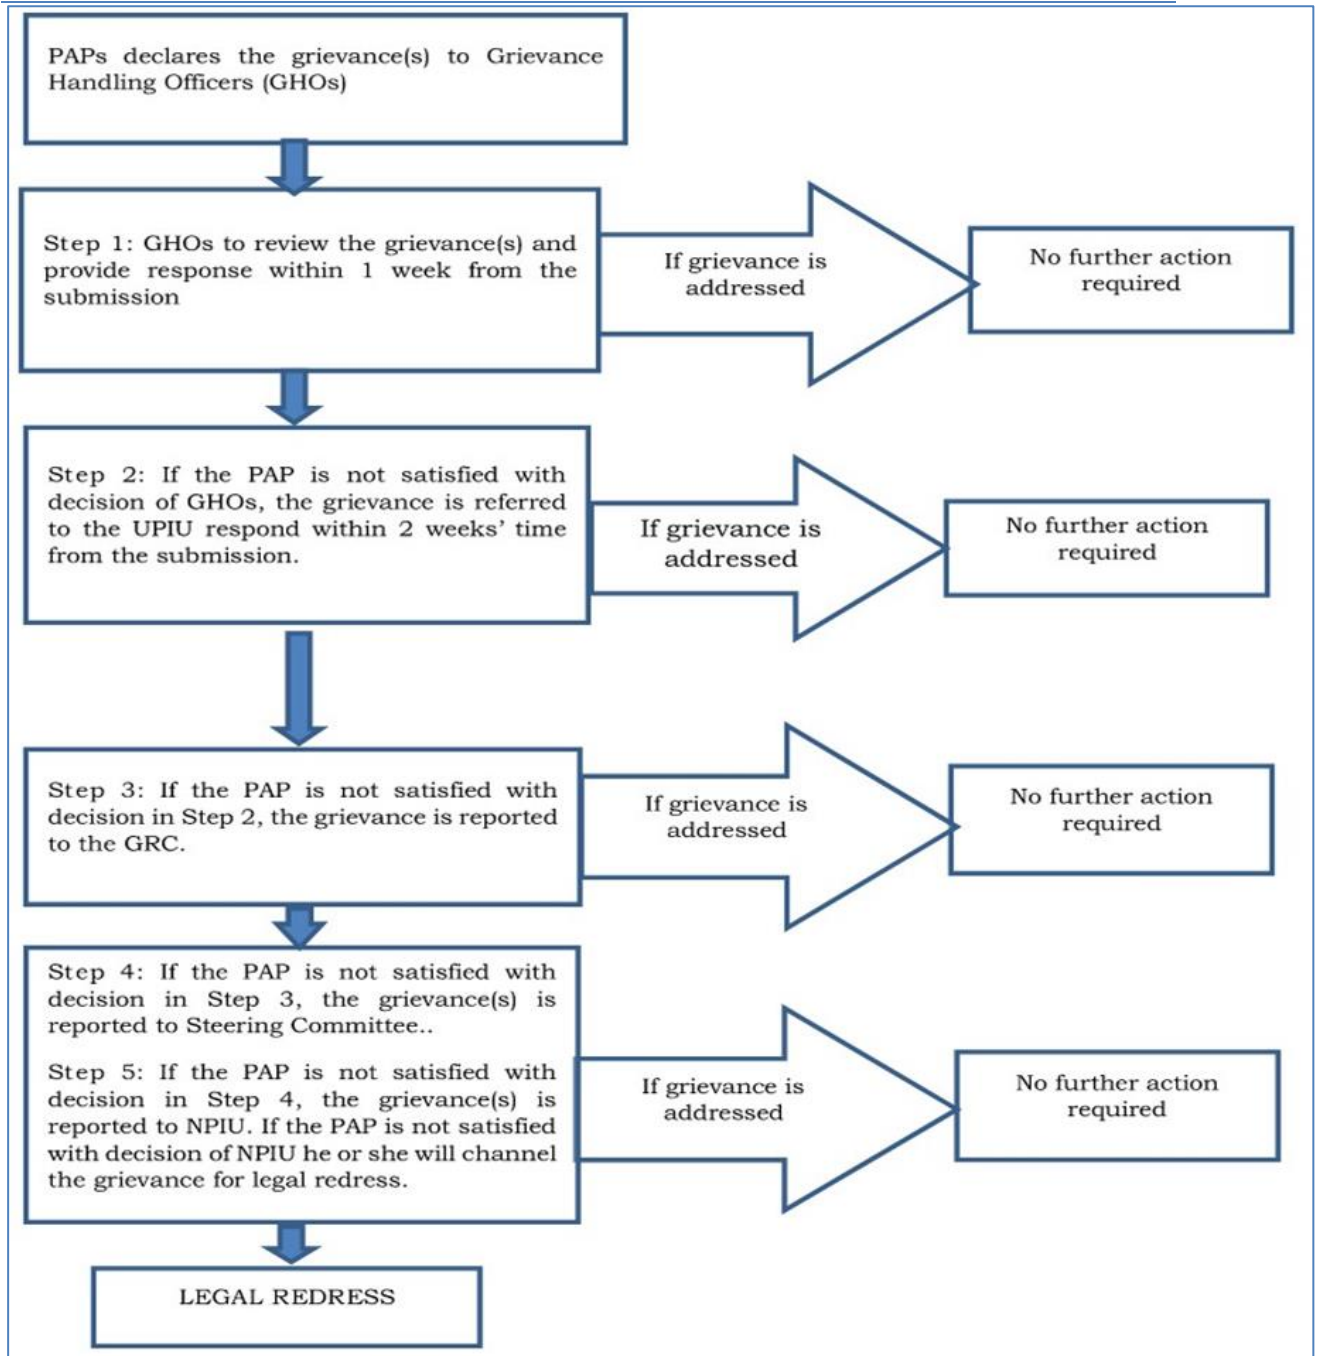 PAPs declares the grievance(s) to Grievance
Handling Officers (GHOs)
Step 1: GHOs to review the grievance(s) and
provide response within 1 week from the
submission
If grievance is
addressed
No further action
required
Step 2: If the PAP is not satisfied with
decision of GHOs, the grievance is referred
to the UPIU respond within 2 weeks’ time
from the submission.
If grievance is
addressed
No further action
required
Step 3: If the PAP is not satisfied with
decision in Step 2, the grievance is reported
to the GRC.
If grievance is
addressed
No further action
required
Step 4: If the PAP is not satisfied with
decision in Step 3, the grievance(s) is
reported to Steering Committee..
Step 5: If the PAP is not satisfied with
decision in Step 4, the grievance(s) is
reported to NPIU. If the PAP is not satisfied
with decision of NPIU he or she will channel
the grievance for legal redress.
If grievance is
addressed
No further action
required
LEGAL REDRESS